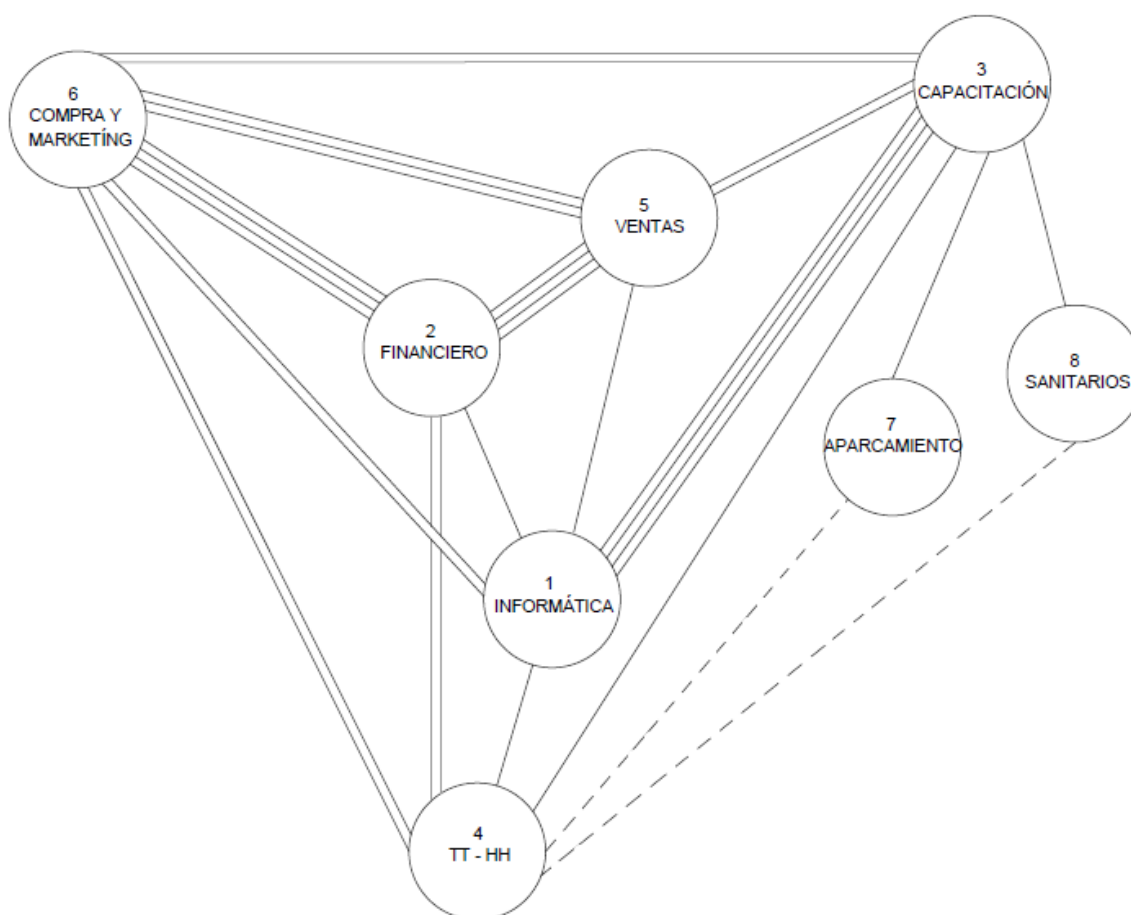 6
COMPRA Y
MARKETÍNG
3
CAPACITACIÓN
5
VENTAS
2
FINANCIERO
8
SANITARIOS
7
APARCAMIENTO
1
INFORMÁTICA
4
TT - HH